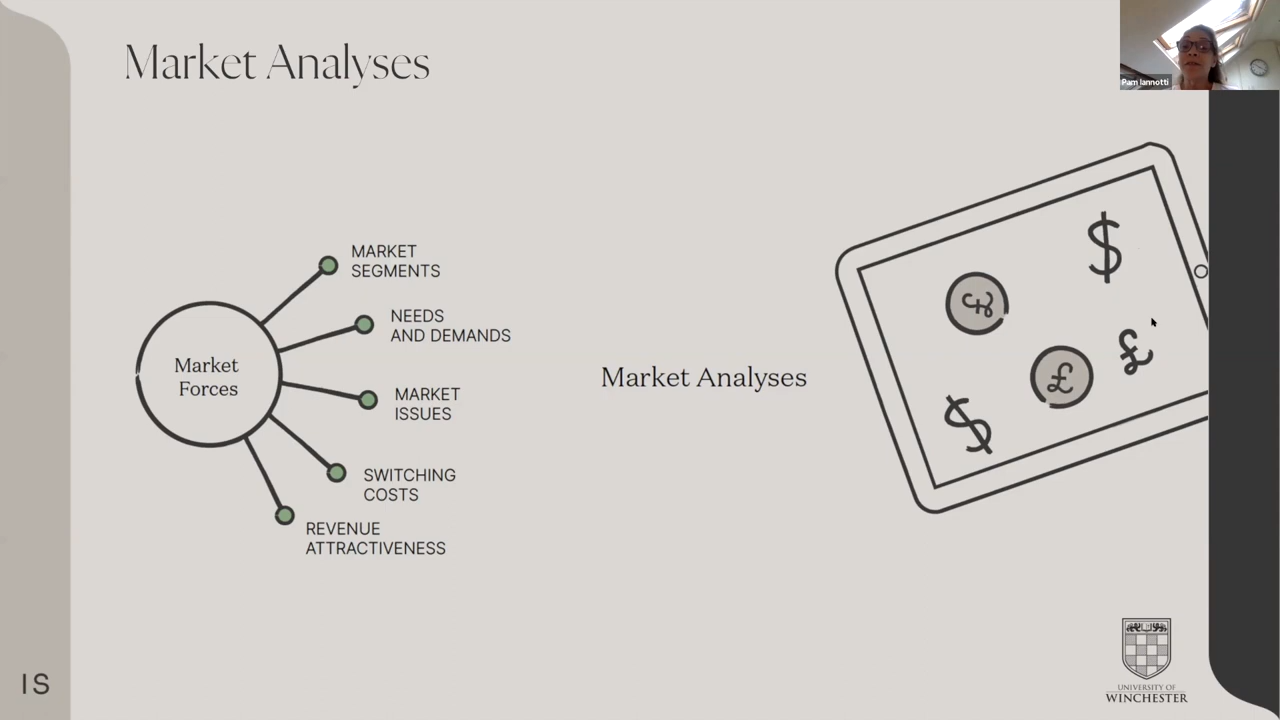 Market Analyses
Pam Iannotti
MARKET
SEGMENTS
NEEDS
AND DEMANDS
Market
Forces
MARKET
ISSUES
SWITCHING
COSTS
REVENUE
ATTRACTIVENESS
Market Analyses
$
£
£
£
$
IS
UNIVERSITY OF
WINCHESTER